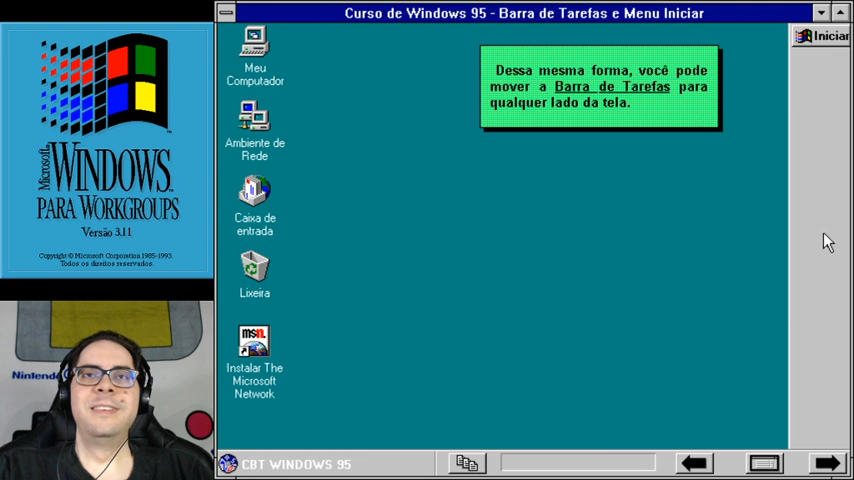 Microsoft
WINDOWS
PARA WORKGROUPS
Versão 3.11
Copyright © Microsoft Corporation 1985-1993.
Todos os direitos reservados.
Nintendo
Curso de Windows 95 - Barra de Tarefas e Menu Iniciar
Iniciar
Dessa mesma forma, você pode
mover a Barra de Tarefas para
qualquer lado da tela.
Meu
Computador
Ambiente de
Rede
Caixa de
entrada
Lixeira
msn.
Instalar The
Microsoft
Network
CBT WINDOWS 95